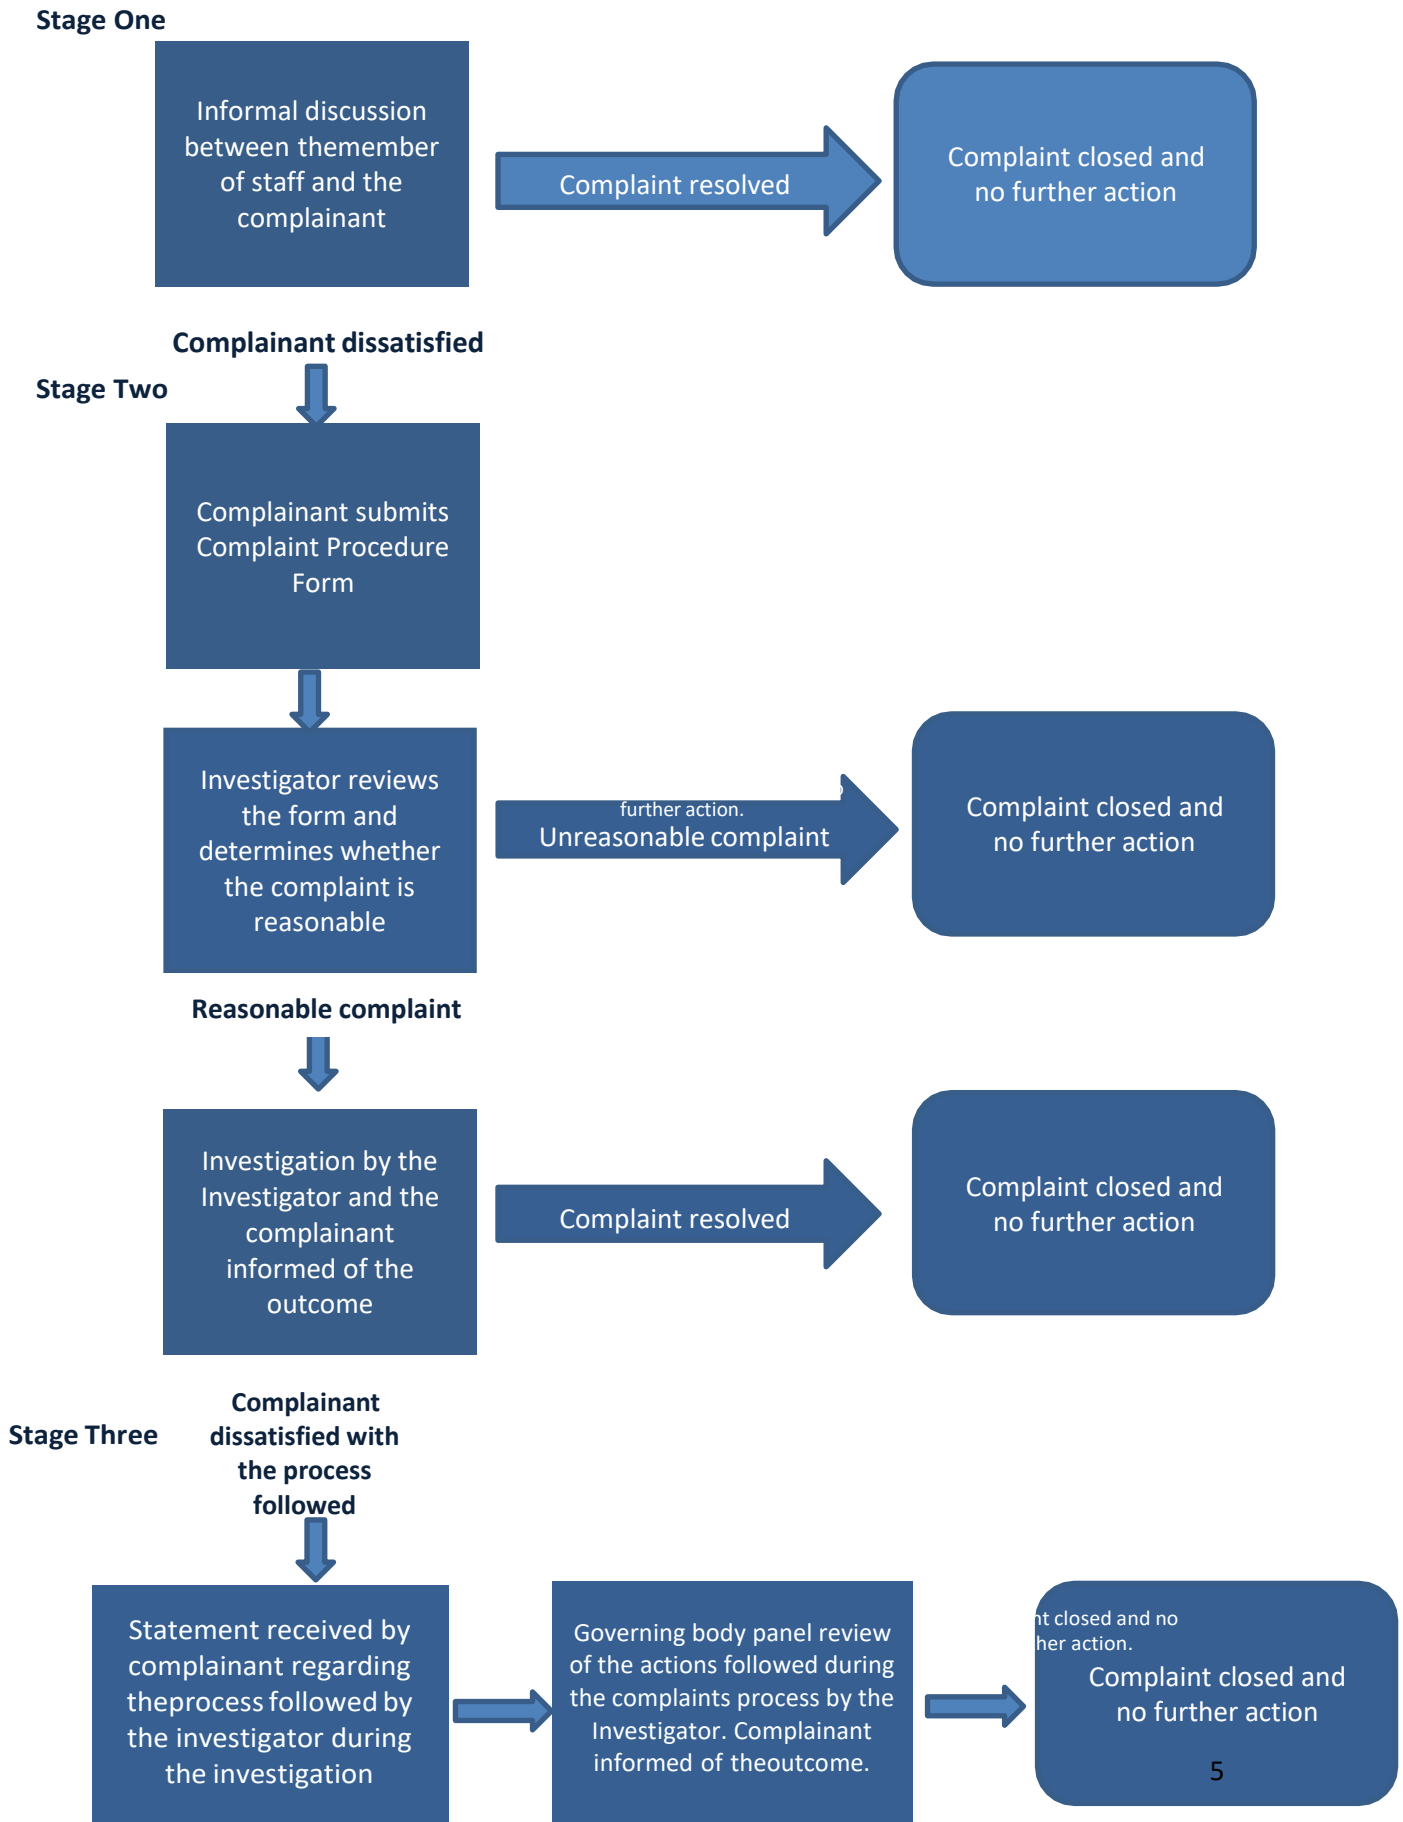 Stage One
Informal discussion
between themember
of staff and the
complainant
Complaint resolved
Complaint closed and
no further action
Complainant dissatisfied
Stage Two
Complainant submits
Complaint Procedure
Form
Investigator reviews
the form and
determines whether
the complaint is
reasonable
further action.
Unreasonable complaint
Complaint closed and
no further action
Reasonable complaint
Investigation by the
Investigator and the
complainant
informed of the
outcome
Complaint resolved
Complaint closed and
no further action
Stage Three
Complainant
dissatisfied with
the process
followed
Statement received by
complainant regarding
theprocess followed by
the investigator during
the investigation
Governing body panel review
of the actions followed during
the complaints process by the
Investigator. Complainant
informed of theoutcome.
nt closed and no
her action.
Complaint closed and
no further action
5